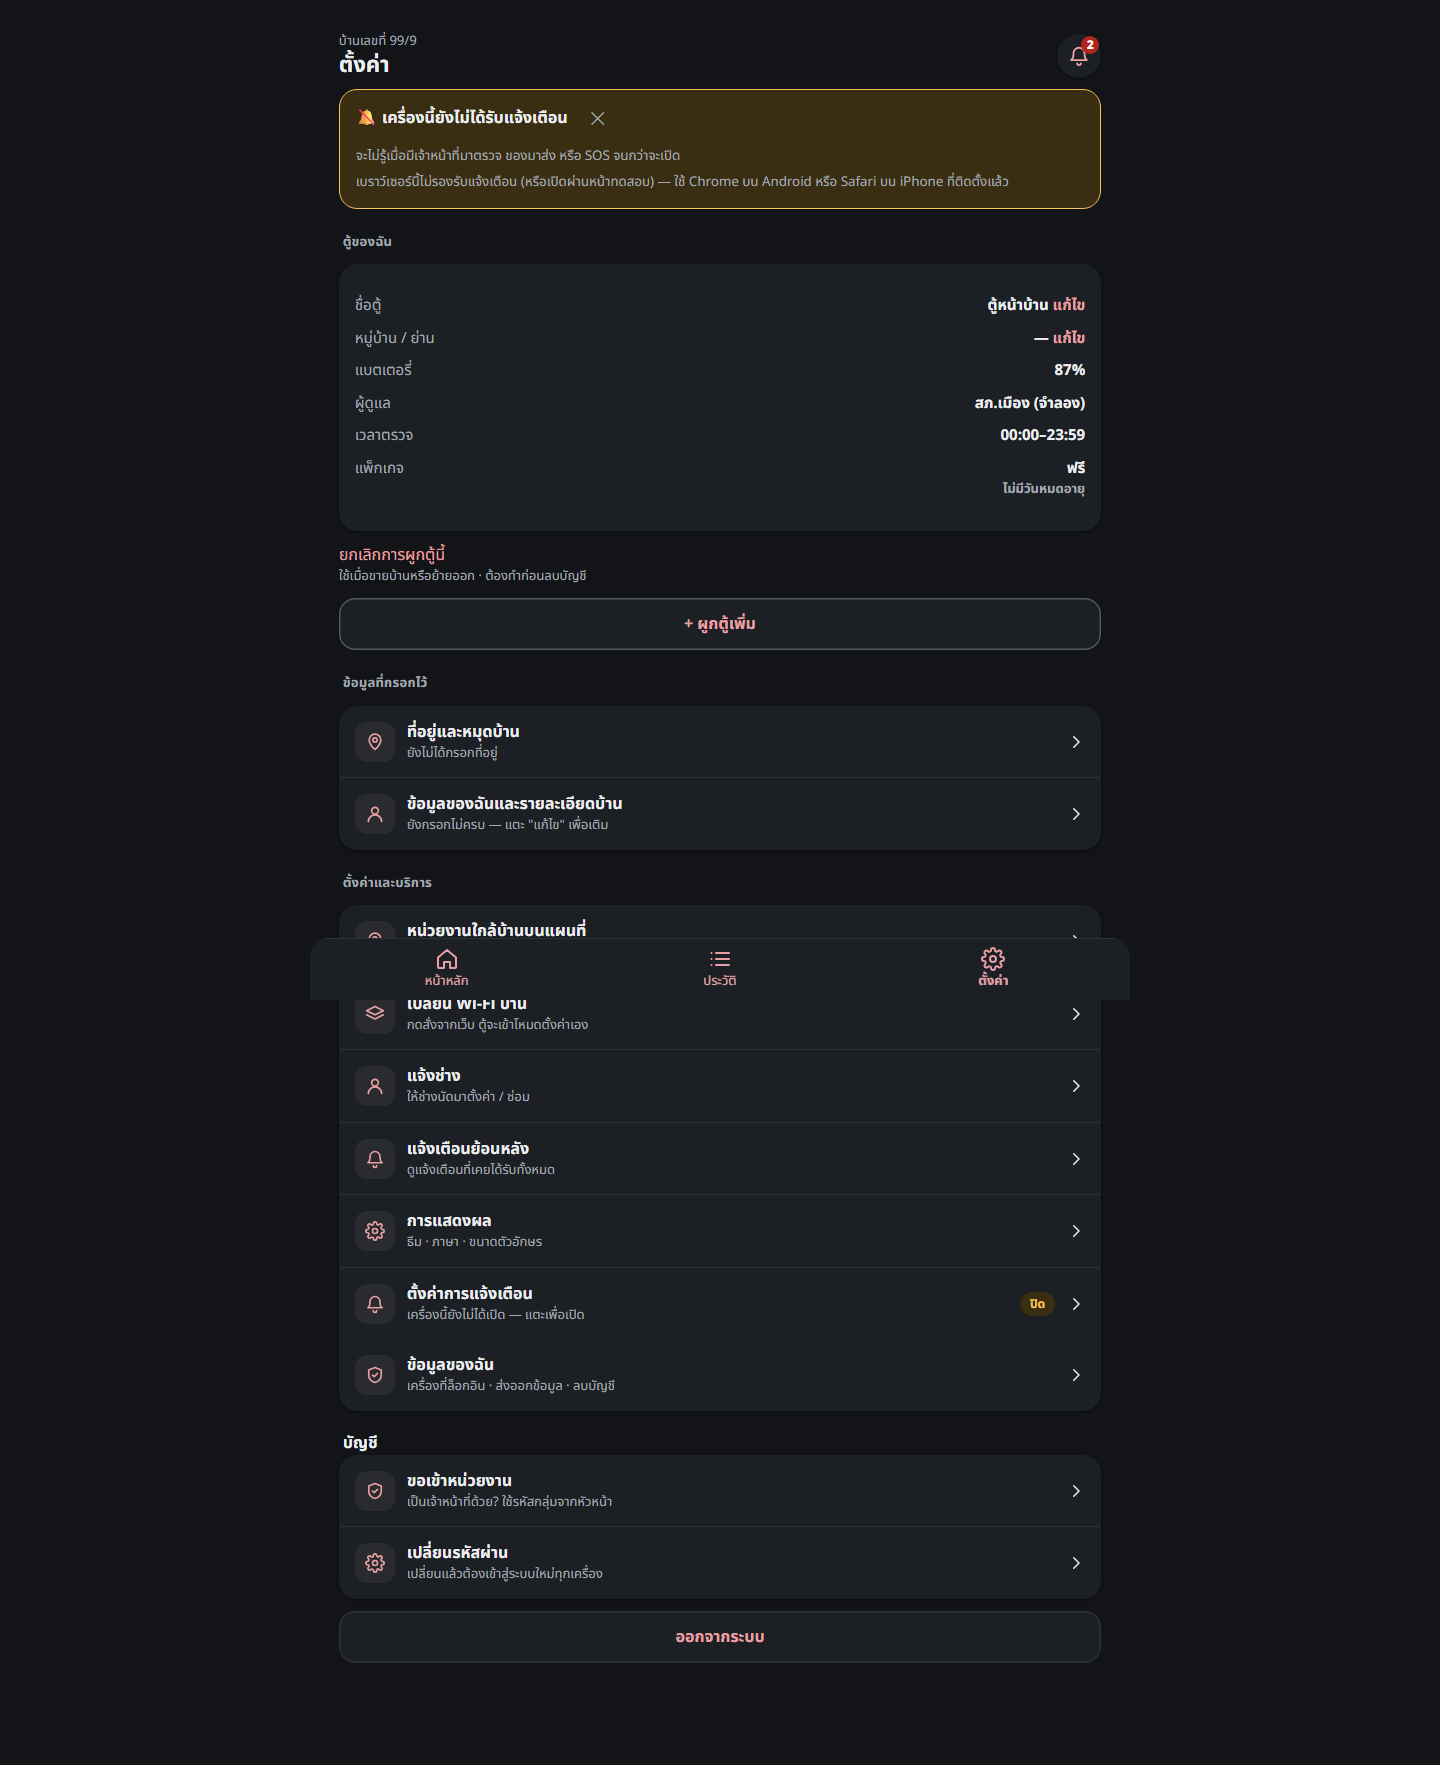 บ้านเลขที่ 99/9
ตั้งค่า
2
เครื่องนี้ยังไม่ได้รับแจ้งเตือน
จะไม่รู้เมื่อมีเจ้าหน้าที่มาตรวจ ของมาส่ง หรือ SOS จนกว่าจะเปิด
เบราว์เซอร์นี้ไม่รองรับแจ้งเตือน (หรือเปิดผ่านหน้าทดสอบ) — ใช้ Chrome บน Android หรือ Safari บน iPhone ที่ติดตั้งแล้ว
ตู้ของฉัน
ชื่อตู้ ตู้หน้าบ้าน แก้ไข
หมู่บ้าน / ย่าน — แก้ไข
แบตเตอรี่ 87%
ผู้ดูแล สภ.เมือง (จำลอง)
เวลาตรวจ 00:00–23:59
แพ็กเกจ ฟรี
ไม่มีวันหมดอายุ
ยกเลิกการผูกตู้นี้
ใช้เมื่อขายบ้านหรือย้ายออก · ต้องทำก่อนลบบัญชี
+ ผูกตู้เพิ่ม
ข้อมูลที่กรอกไว้
ที่อยู่และหมุดบ้าน
ยังไม่ได้กรอกที่อยู่
ข้อมูลของฉันและรายละเอียดบ้าน
ยังกรอกไม่ครบ — แตะ "แก้ไข" เพื่อเติม
ตั้งค่าและบริการ
หน่วยงานใกล้บ้านบนแผนที่
หน้าหลัก ประวัติ ตั้งค่า
เปลี่ยน Wi-Fi บ้าน
กดสั่งจากเว็บ ตู้จะเข้าโหมดตั้งค่าเอง
แจ้งช่าง
ให้ช่างนัดมาตั้งค่า / ซ่อม
แจ้งเตือนย้อนหลัง
ดูแจ้งเตือนที่เคยได้รับทั้งหมด
การแสดงผล
ธีม · ภาษา · ขนาดตัวอักษร
ตั้งค่าการแจ้งเตือน
เครื่องนี้ยังไม่ได้เปิด — แตะเพื่อเปิด
ปิด
ข้อมูลของฉัน
เครื่องที่ล็อกอิน · ส่งออกข้อมูล · ลบบัญชี
บัญชี
ขอเข้าหน่วยงาน
เป็นเจ้าหน้าที่ด้วย? ใช้รหัสกลุ่มจากหัวหน้า
เปลี่ยนรหัสผ่าน
เปลี่ยนแล้วต้องเข้าสู่ระบบใหม่ทุกเครื่อง
ออกจากระบบ